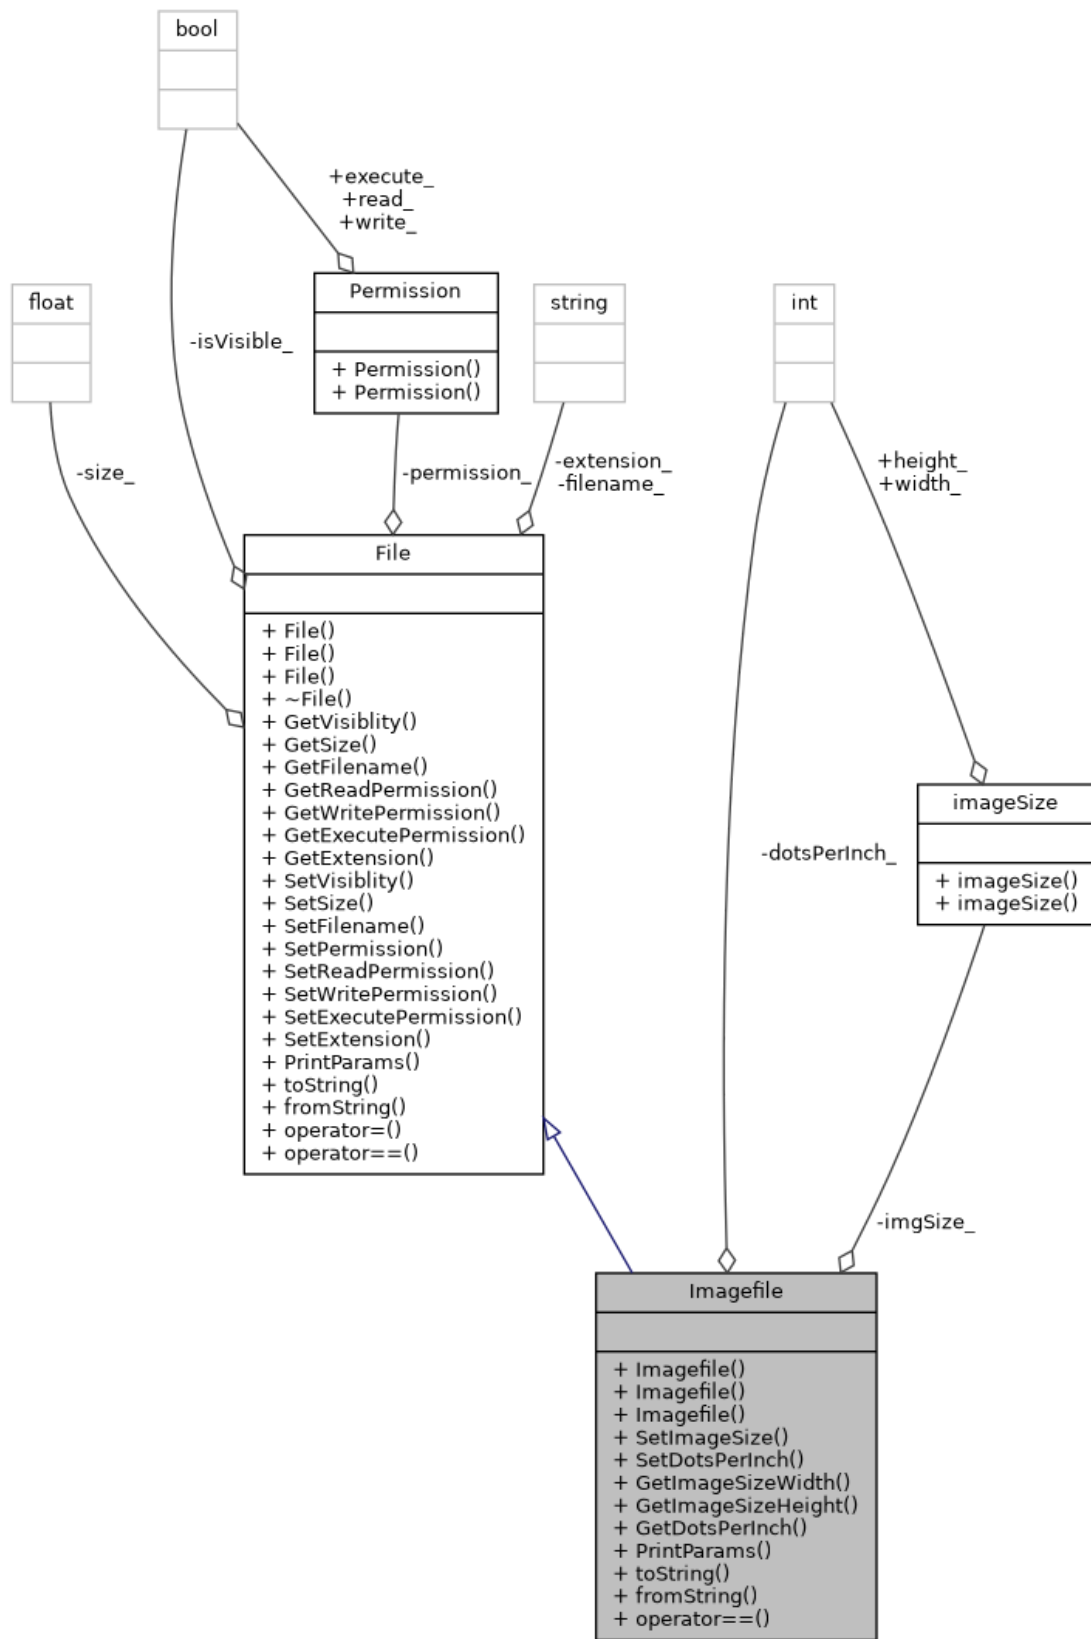 bool
+execute_
+read_
+write_
float
-isVisible_
Permission
+ Permission()
+ Permission()
string
int
-size_
-permission_
-extension_
-filename_
+height_
+width_
File
+ File()
+ File()
+ File()
+ ~File()
+ GetVisiblity()
+ GetSize()
+ GetFilename()
+ GetReadPermission()
+ GetWritePermission()
+ GetExecutePermission()
+ GetExtension()
+ SetVisiblity()
+ SetSize()
+ SetFilename()
+ SetPermission()
+ SetReadPermission()
+ SetWritePermission()
+ SetExecutePermission()
+ SetExtension()
+ PrintParams()
+ toString()
+ fromString()
+ operator=()
+ operator==()
-dotsPerInch_
imageSize
+ imageSize()
+ imageSize()
-imgSize_
Imagefile
+ Imagefile()
+ Imagefile()
+ Imagefile()
+ SetImageSize()
+ SetDotsPerInch()
+ GetImageSizeWidth()
+ GetImageSizeHeight()
+ GetDotsPerInch()
+ PrintParams()
+ toString()
+ fromString()
+ operator==()